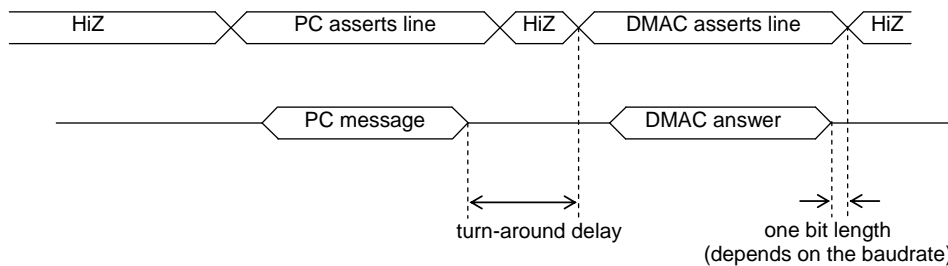 HiZ PC asserts line HiZ DMAC asserts line HiZ
PC message DMAC answer
turn-around delay
one bit length
(depends on the baudrate)